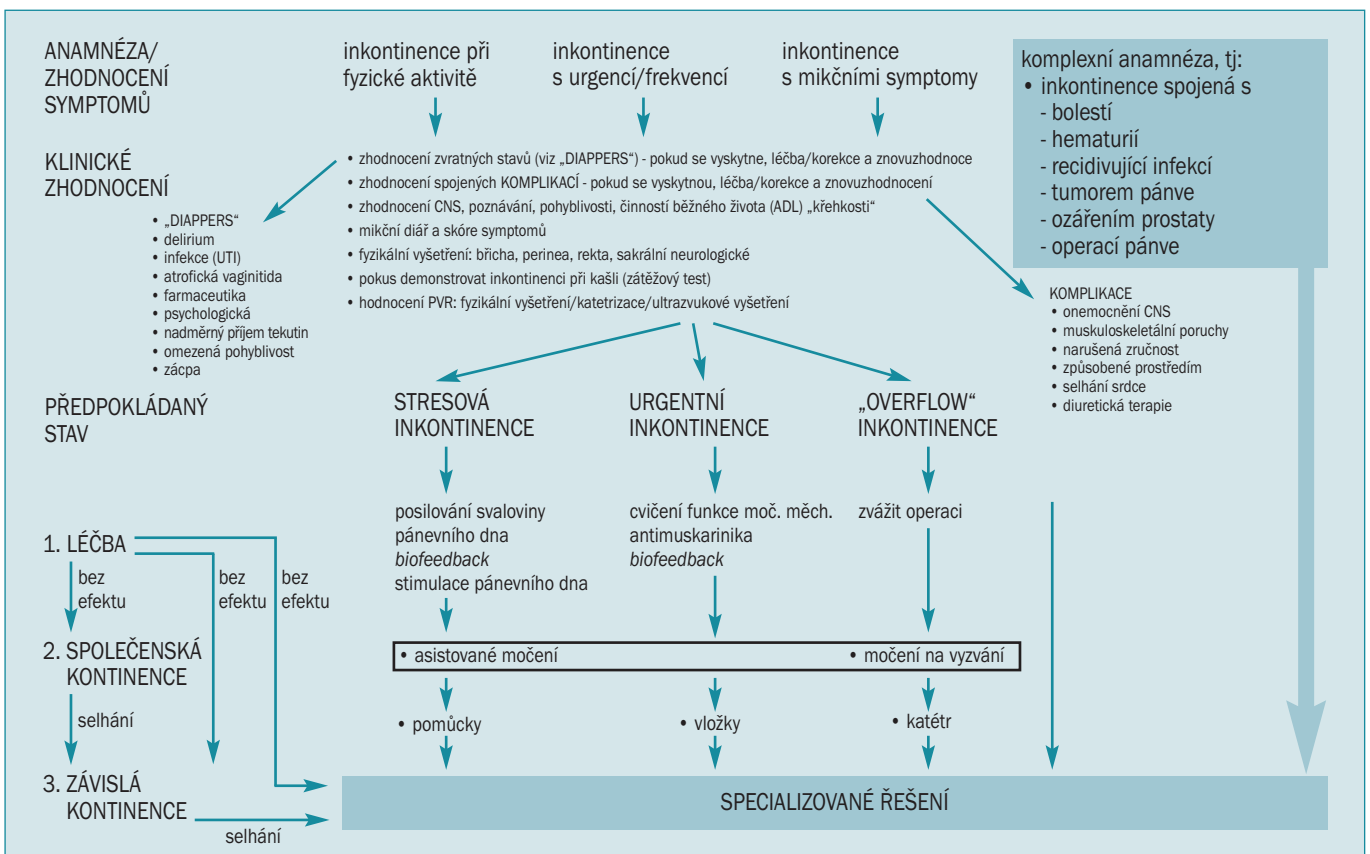 ANAMNÉZA/
ZHODNOCENÍ
SYMPTOMŮ
inkontinence při
fyzické aktivitě
inkontinence
s urgencí/frekvencí
inkontinence
s mikčními symptomy
komplexní anamnéza, tj:
• inkontinence spojená s
- bolestí
- hematurií
- recidivující infekcí
- tumorem pánve
- ozářením prostaty
- operací pánve
KLINICKÉ
ZHODNOCENÍ
• zhodnocení zvratných stavů (viz „DIAPPERS“) - pokud se vyskytne, léčba/korekce a znovuzhodnoce
• zhodnocení spojených KOMPLIKACÍ - pokud se vyskytnou, léčba/korekce a znovuzhodnocení
• zhodnocení CNS, poznávání, pohyblivosti, činností běžného života (ADL) „křehkosti“
• mikční diář a skóre symptomů
• fyzikální vyšetření: břicha, perinea, rekta, sakrální neurologické
• pokus demonstrovat inkontinenci při kašli (zátěžový test)
• hodnocení PVR: fyzikální vyšetření/katetrizace/ultrazvukové vyšetření
• „DIAPPERS“
• delirium
• infekce (UTI)
• atrofická vaginitida
• farmaceutika
• psychologická
• nadměrný příjem tekutin
• omezená pohyblivost
• zácpa
KOMPLIKACE
• onemocnění CNS
• muskuloskeletální poruchy
• narušená zručnost
• způsobené prostředím
• selhání srdce
• diuretická terapie
PŘEDPOKLÁDANÝ
STAV
STRESOVÁ
INKONTINENCE
URGENTNÍ
INKONTINENCE
„OVERFLOW“
INKONTINENCE
posilování svaloviny
pánevního dna
biofeedback
stimulace pánevního dna
cvičení funkce moč. měch.
antimuskarinika
biofeedback
zvážit operaci
1. LÉČBA
bez
efektu
bez
efektu
bez
efektu
2. SPOLEČENSKÁ
KONTINENCE
• asistované močení
• močení na vyzvání
selhání
• pomůcky
• vložky
• katétr
3. ZÁVISLÁ
KONTINENCE
selhání
SPECIALIZOVANÉ ŘEŠENÍ